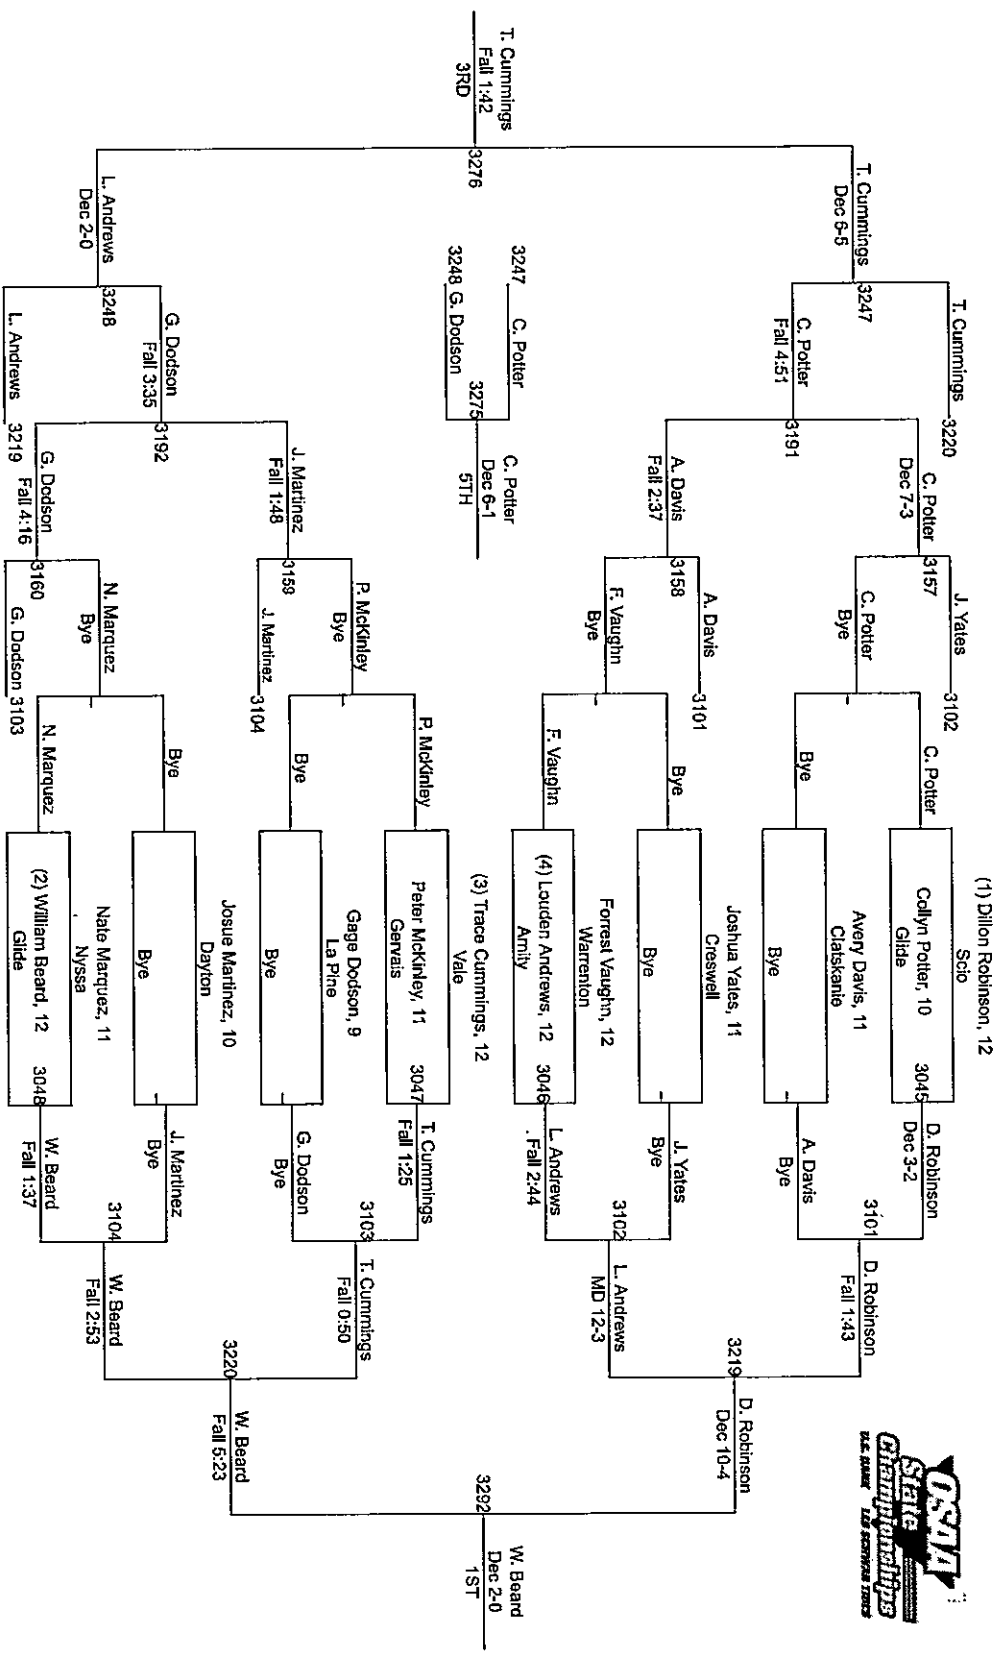 OSAA
State
Championships
U.S. BANK LES SCHWAB TIRES
(1) Dillon Robinson, 12
Scio
Collyn Potter, 10
Glide
3045
D. Robinson
Dec 3-2
Avery Davis, 11
Clatskanie
Bye
A. Davis
Bye
3101
D. Robinson
Fall 1:43
Joshua Yates, 11
Creswell
Bye
J. Yates
Bye
Forrest Vaughn, 12
Warrenton
(4) Louden Andrews, 12
Amity
3046
L. Andrews
Fall 2:44
3102
L. Andrews
MD 12-3
3219
D. Robinson
Dec 10-4
(3) Trace Cummings, 12
Vale
Peter McKinley, 11
Gervais
3047
T. Cummings
Fall 1:25
Gage Dodson, 9
La Pine
Bye
G. Dodson
Bye
3103
T. Cummings
Fall 0:50
Josue Martinez, 10
Dayton
Bye
J. Martinez
Bye
Nate Marquez, 11
Nyssa
(2) William Beard, 12
Glide
3048
W. Beard
Fall 1:37
3104
W. Beard
Fall 2:53
3220
W. Beard
Fall 5:23
3292
W. Beard
Dec 2-0
1ST
C. Potter
Bye
C. Potter
Bye
J. Yates
3102
3157
C. Potter
Dec 7-3
Bye
F. Vaughn
F. Vaughn
Bye
A. Davis
3101
3158
A. Davis
Fall 2:37
3191
C. Potter
Fall 4:51
T. Cummings
3220
3247
T. Cummings
Dec 6-5
P. McKinley
Bye
P. McKinley
Bye
J. Martinez
3104
3159
J. Martinez
Fall 1:48
Bye
N. Marquez
N. Marquez
Bye
G. Dodson 3103
3160
G. Dodson
Fall 4:16
3192
G. Dodson
Fall 3:35
L. Andrews 3219
3248
L. Andrews
Dec 2-0
3276
T. Cummings
Fall 1:42
3RD
3247 C. Potter
3248 G. Dodson
3275
C. Potter
Dec 6-1
5TH